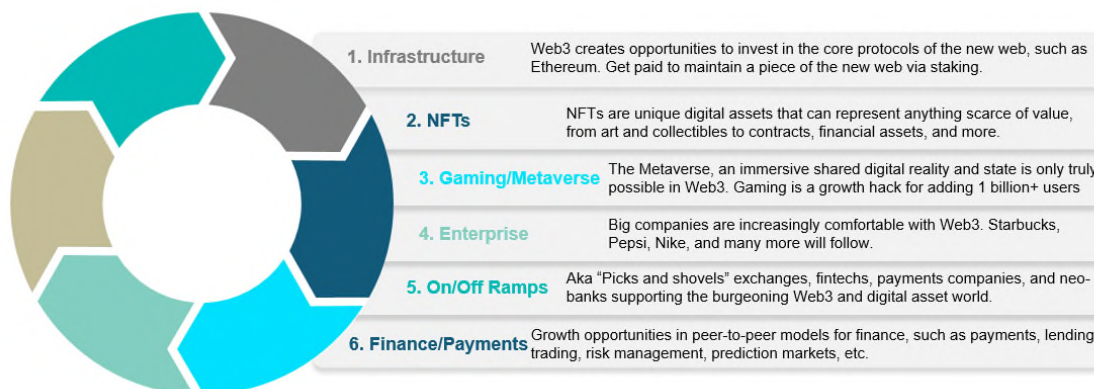 1. Infrastructure
Web3 creates opportunities to invest in the core protocols of the new web, such as
Ethereum. Get paid to maintain a piece of the new web via staking.
2. NFTs
NFTs are unique digital assets that can represent anything scarce of value,
from art and collectibles to contracts, financial assets, and more.
3. Gaming/Metaverse
The Metaverse, an immersive shared digital reality and state is only truly
possible in Web3. Gaming is a growth hack for adding 1 billion+ users
4. Enterprise
Big companies are increasingly comfortable with Web3. Starbucks,
Pepsi, Nike, and many more will follow.
5. On/Off Ramps
Aka “Picks and shovels” exchanges, fintechs, payments companies, and neo-
banks supporting the burgeoning Web3 and digital asset world.
6. Finance/Payments
Growth opportunities in peer-to-peer models for finance, such as payments, lending
trading, risk management, prediction markets, etc.